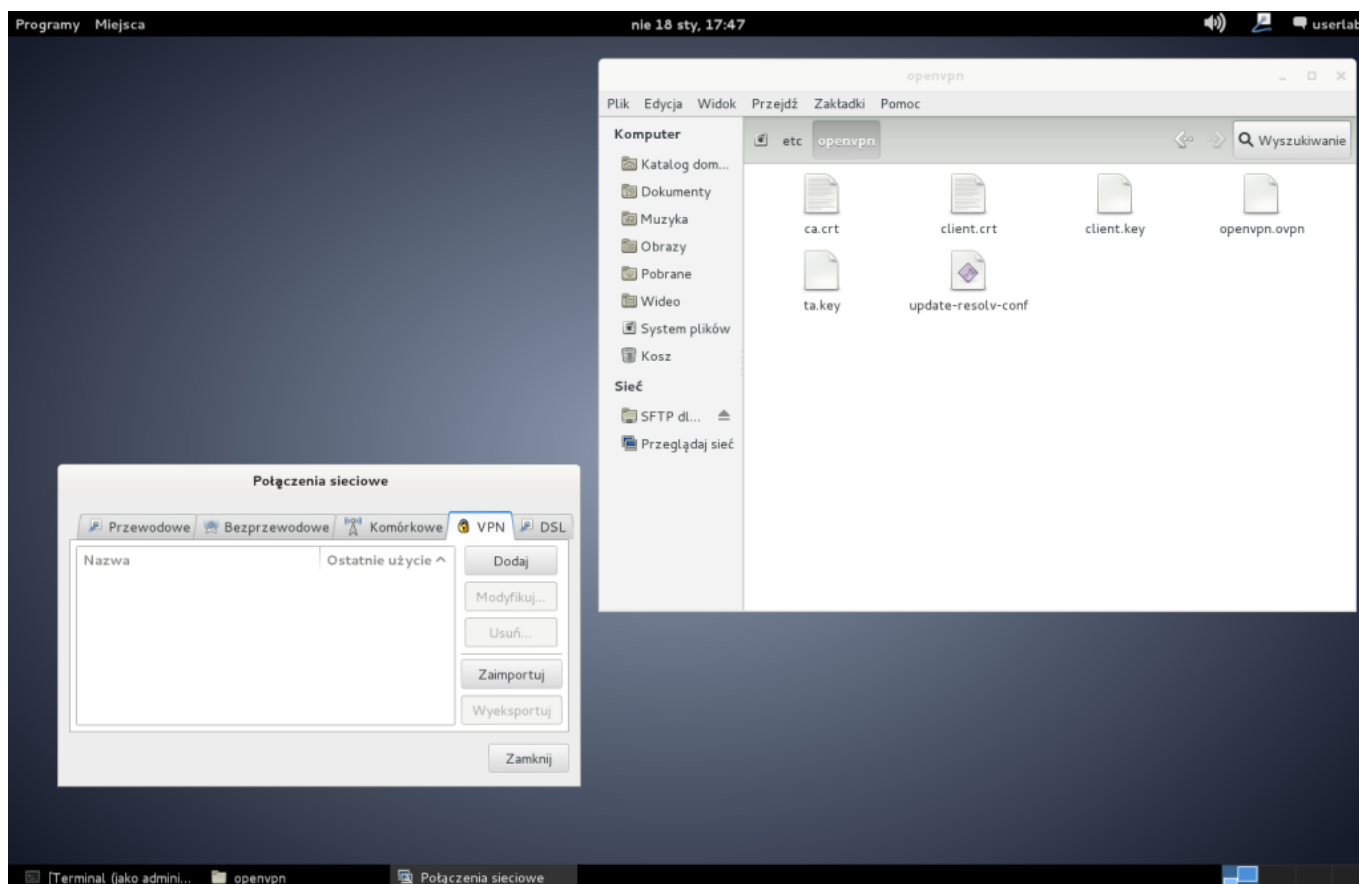 Programy Miejsca nie 18 sty, 17:47 userlab
openvpn
Plik Edycja Widok Przejdź Zakładki Pomoc
Komputer
etc openvpn Wyszukiwanie
Katalog dom...
Dokumenty
Muzyka
Obrazy
Pobrane
Wideo
System plików
Kosz
Sieć
SFTP dl...
Przeglądaj sieć
ca.crt client.crt client.key openvpn.ovpn
ta.key update-resolv-conf
Połączenia sieciowe
Przewodowe Bezprzewodowe Komórkowe VPN DSL
Nazwa Ostatnie użycie
Dodaj
Modyfikuj...
Usuń...
Zaimportuj
Wyeksportuj
Zamknij
[Terminal (jako admini... openvpn Połączenia sieciowe